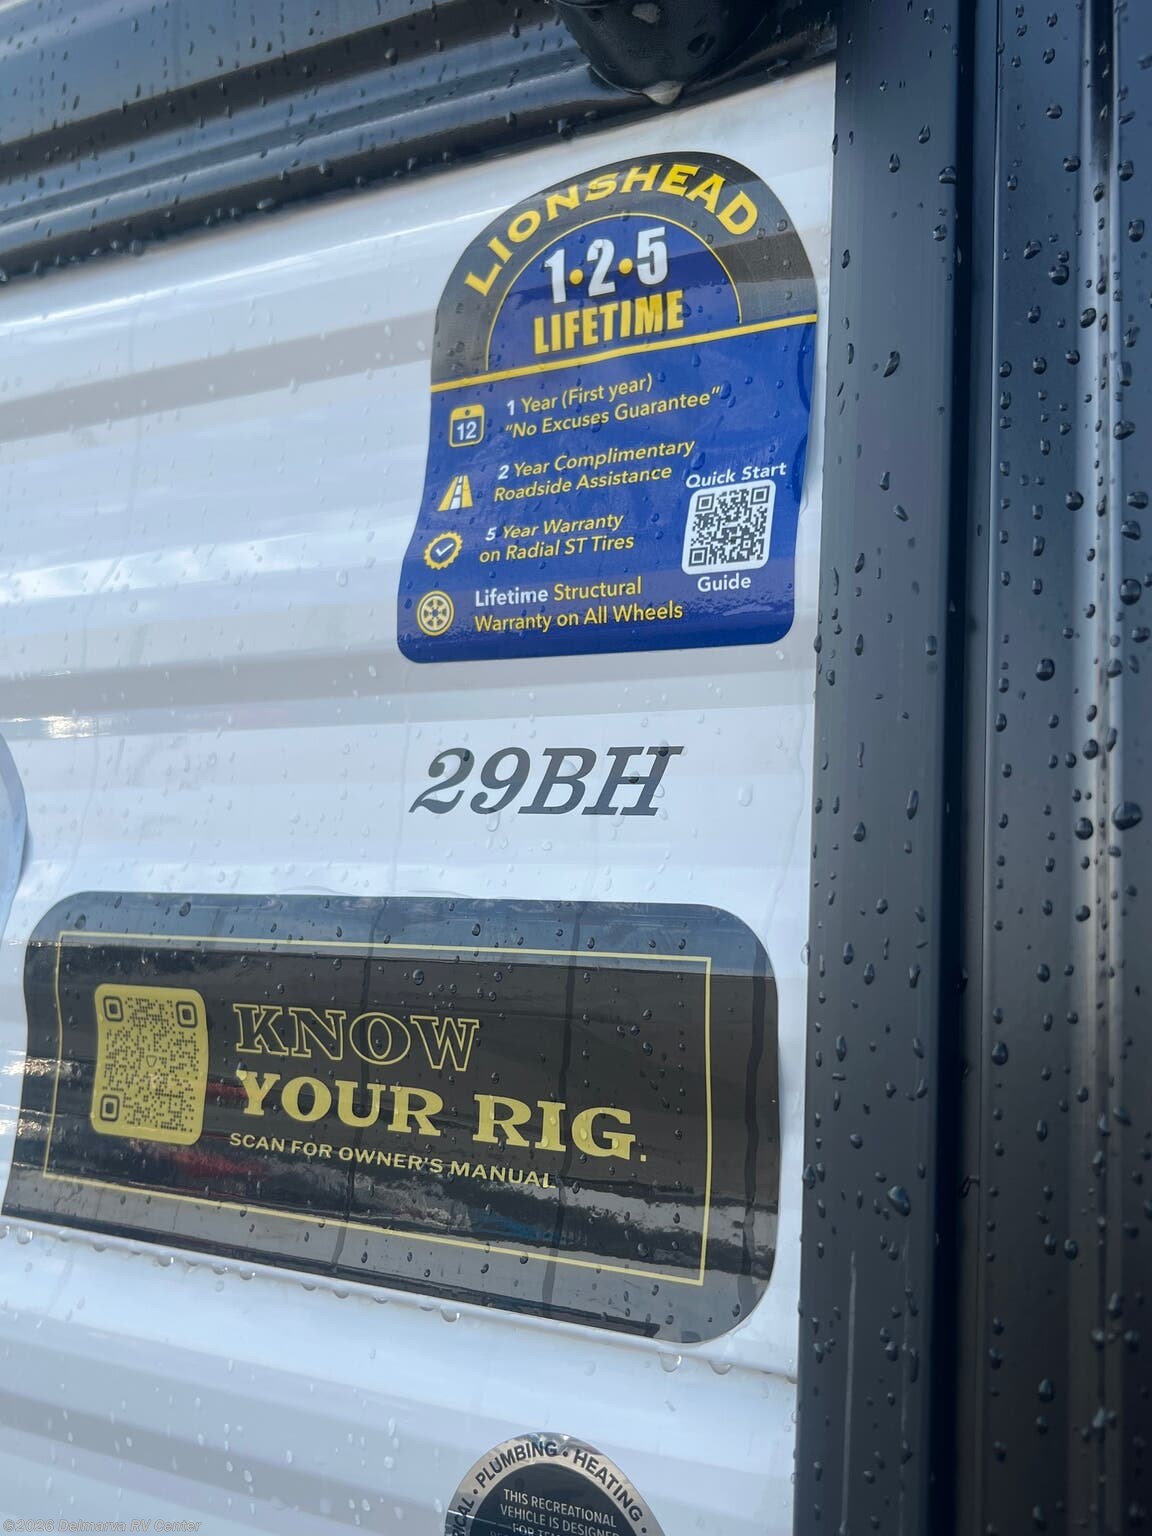 LIONSHEAD
1•2•5
LIFETIME
12
1 Year (First year)
"No Excuses Guarantee"
2 Year Complimentary
Roadside Assistance
5 Year Warranty
on Radial ST Tires
Lifetime Structural
Warranty on All Wheels
Quick Start
Guide
29BH
KNOW
YOUR RIG.
SCAN FOR OWNER'S MANUAL
• PLUMBING • HEATING •
THIS RECREATIONAL
VEHICLE IS DESIGNED
©2026 Delmarva RV Center